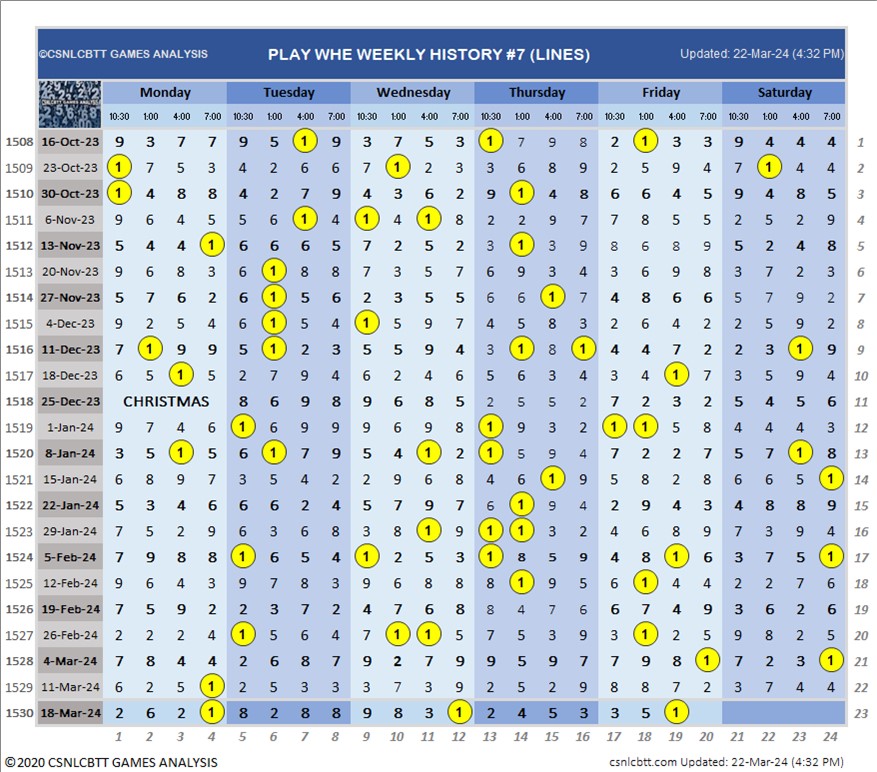 ©CSNLCBTT GAMES ANALYSIS PLAY WHE WEEKLY HISTORY #7 (LINES) Updated: 22-Mar-24 (4:32 PM)
Monday Tuesday Wednesday Thursday Friday Saturday
10:30 1:00 4:00 7:00 10:30 1:00 4:00 7:00 10:30 1:00 4:00 7:00 10:30 1:00 4:00 7:00 10:30 1:00 4:00 7:00 10:30 1:00 4:00 7:00
1508 16-Oct-23 9 3 7 7 9 5 1 9 3 7 5 3 1 7 9 8 2 1 3 3 9 4 4 4 1
1509 23-Oct-23 1 7 5 3 4 2 6 6 7 1 2 3 3 6 8 9 2 5 9 4 7 1 4 4 2
1510 30-Oct-23 1 4 8 8 4 2 7 9 4 3 6 2 9 1 4 8 6 6 4 5 9 4 8 5 3
1511 6-Nov-23 9 6 4 5 5 6 1 4 1 4 1 8 2 2 9 7 7 8 5 5 2 5 2 9 4
1512 13-Nov-23 5 4 4 1 6 6 6 5 7 2 5 2 3 1 3 9 8 6 8 9 5 2 4 8 5
1513 20-Nov-23 9 6 8 3 6 1 8 8 7 3 5 7 6 9 3 4 3 6 9 8 3 7 2 3 6
1514 27-Nov-23 5 7 6 2 6 1 5 6 2 3 5 5 6 6 1 7 4 8 6 6 5 7 9 2 7
1515 4-Dec-23 9 2 5 4 6 1 5 4 1 5 9 7 4 5 8 3 2 6 4 2 2 5 9 2 8
1516 11-Dec-23 7 1 9 9 5 1 2 3 5 5 9 4 3 1 8 1 4 4 7 2 2 3 1 9 9
1517 18-Dec-23 6 5 1 5 2 7 9 4 6 2 4 6 5 6 3 4 3 4 1 7 3 5 9 4 10
1518 25-Dec-23 CHRISTMAS 8 6 9 8 9 6 8 5 2 5 5 2 7 2 3 2 5 4 5 6 11
1519 1-Jan-24 9 7 4 6 1 6 9 9 9 6 9 8 1 9 3 2 1 1 5 8 4 4 4 3 12
1520 8-Jan-24 3 5 1 5 6 1 7 9 5 4 1 2 1 5 9 4 7 2 2 7 5 7 1 8 13
1521 15-Jan-24 6 8 9 7 3 5 4 2 2 9 6 8 4 6 1 9 5 8 2 8 6 6 5 1 14
1522 22-Jan-24 5 3 4 6 6 6 2 4 5 7 9 7 6 1 9 4 2 9 4 3 4 8 8 9 15
1523 29-Jan-24 7 5 2 9 6 3 6 8 3 8 1 9 1 1 3 2 4 6 8 9 7 3 9 4 16
1524 5-Feb-24 7 9 8 8 1 6 5 4 1 2 5 3 1 8 5 9 4 8 1 6 3 7 5 1 17
1525 12-Feb-24 9 6 4 3 9 7 8 3 9 6 8 8 8 1 9 5 6 1 4 4 2 2 7 6 18
1526 19-Feb-24 7 5 9 2 2 3 7 2 4 7 6 8 8 4 7 6 6 7 4 9 3 6 2 6 19
1527 26-Feb-24 2 2 2 4 1 5 6 4 7 1 1 5 7 5 3 9 3 1 2 5 9 8 2 5 20
1528 4-Mar-24 7 8 4 4 2 6 8 7 9 2 7 9 9 5 9 7 7 9 8 1 7 2 3 1 21
1529 11-Mar-24 6 2 5 1 2 5 3 3 3 7 3 9 2 5 2 9 8 8 7 2 3 7 4 4 22
1530 18-Mar-24 2 6 2 1 8 2 8 8 9 8 3 1 2 4 5 3 3 5 1 23
1 2 3 4 5 6 7 8 9 10 11 12 13 14 15 16 17 18 19 20 21 22 23 24
©2020 CSNLCBTT GAMES ANALYSIS csnlcbtt.com Updated: 22-Mar-24 (4:32 PM)